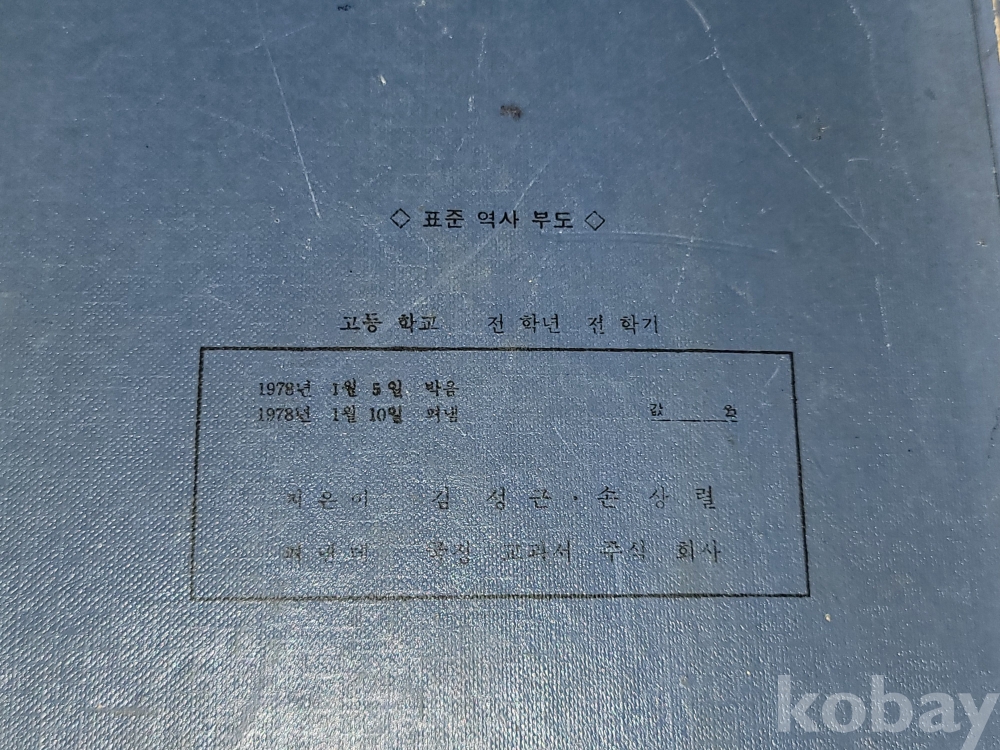 ◇ 표준 역사 부도 ◇
고등 학교 전 학년 전 학기
1978년 1월 5일 박음
1978년 1월 10일 펴냄 값 원
지은이 김 정근 · 손 상 렬
펴낸데 교과서 주식 회사
kobay